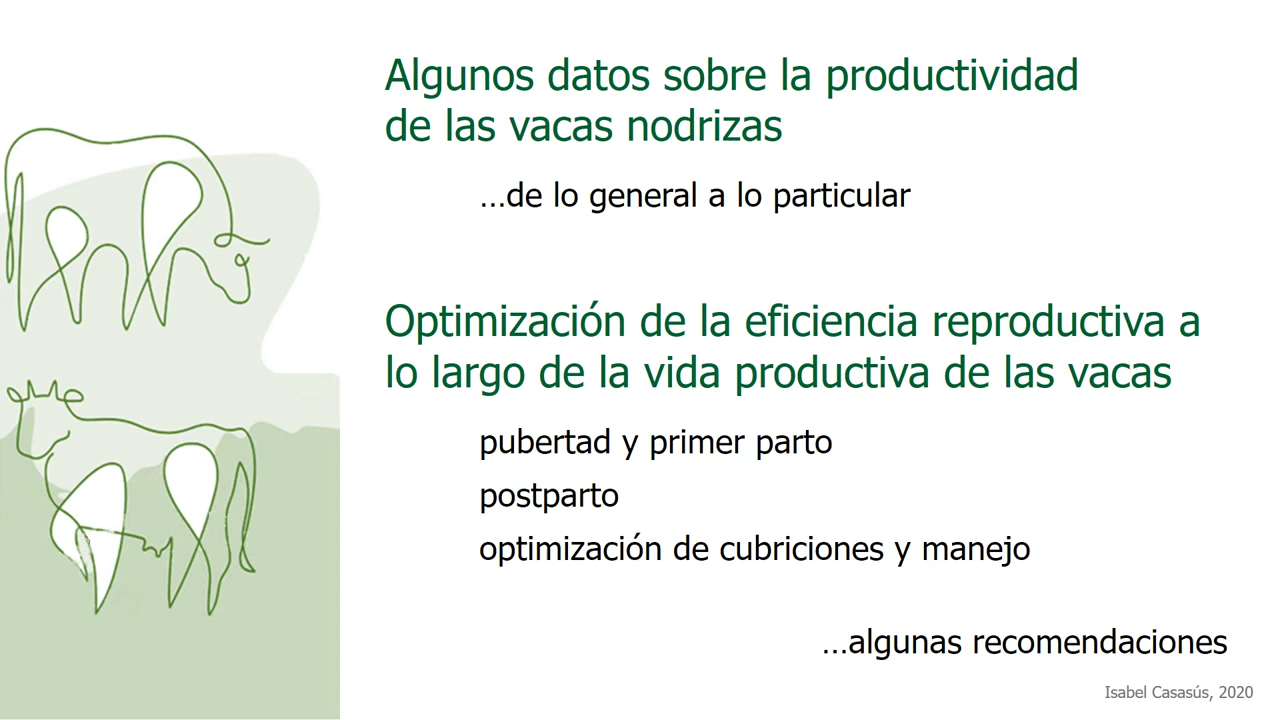 Algunos datos sobre la productividad
de las vacas nodrizas
...de lo general a lo particular
Optimización de la eficiencia reproductiva a
lo largo de la vida productiva de las vacas
pubertad y primer parto
postparto
optimización de cubriciones y manejo
...algunas recomendaciones
Isabel Casasús, 2020